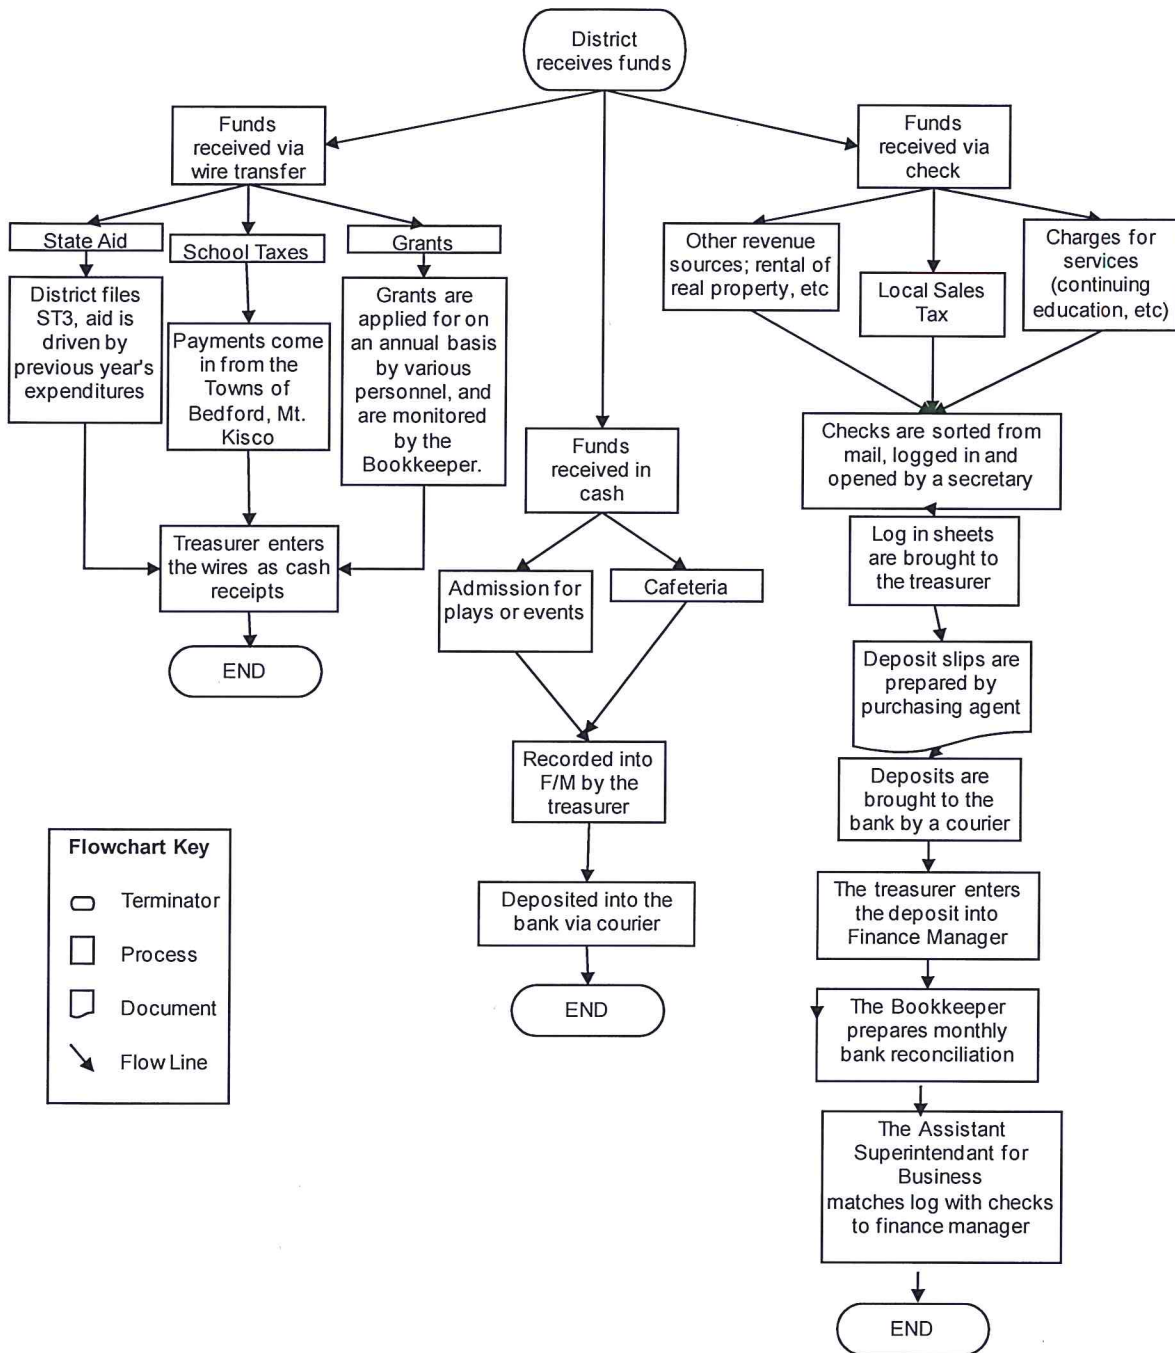 District
receives funds
Funds
received via
wire transfer
State Aid
School Taxes
Grants
District files
ST3, aid is
driven by
previous year's
expenditures
Payments come
in from the
Towns of
Bedford, Mt.
Kisco
Grants are
applied for on
an annual basis
by various
personnel, and
are monitored
by the
Bookkeeper.
Treasurer enters
the wires as cash
receipts
END
Funds
received in
cash
Admission for
plays or events
Cafeteria
Recorded into
F/M by the
treasurer
Deposited into the
bank via courier
END
Funds
received via
check
Other revenue
sources; rental of
real property, etc
Local Sales
Tax
Charges for
services
(continuing
education, etc)
Checks are sorted from
mail, logged in and
opened by a secretary
Log in sheets
are brought to
the treasurer
Deposit slips are
prepared by
purchasing agent
Deposits are
brought to the
bank by a courier
The treasurer enters
the deposit into
Finance Manager
The Bookkeeper
prepares monthly
bank reconciliation
The Assistant
Superintendant for
Business
matches log with checks
to finance manager
END
Flowchart Key
Terminator
Process
Document
Flow Line